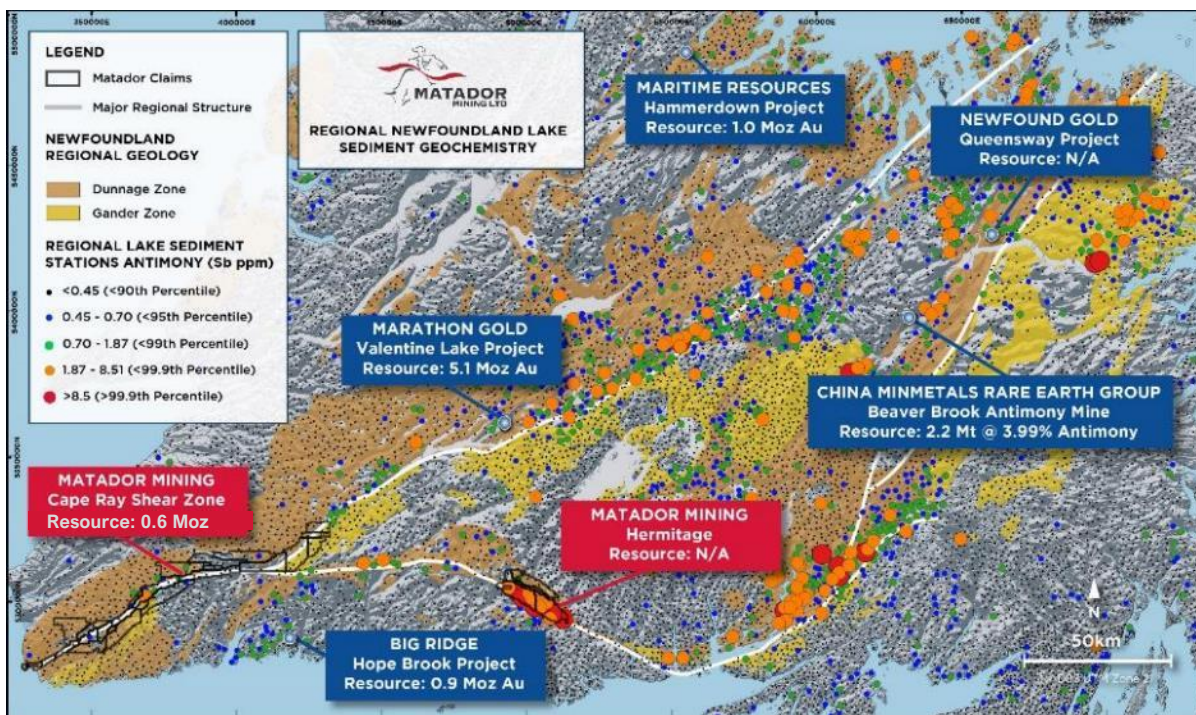 350000E
400000E
600000E
LEGEND
Matador Claims
Major Regional Structure
NEWFOUNDLAND
REGIONAL GEOLOGY
Dunnage Zone
Gander Zone
REGIONAL LAKE SEDIMENT
STATIONS ANTIMONY (Sb ppm)
<0.45 (<90th Percentile)
0.45 - 0.70 (<95th Percentile)
0.70 - 1.87 (<99th Percentile)
1.87 - 8.51 (<99.9th Percentile)
>8.5 (>99.9th Percentile)
MATADOR
MINING LTD
REGIONAL NEWFOUNDLAND LAKE
SEDIMENT GEOCHEMISTRY
MARITIME RESOURCES
Hammerdown Project
Resource: 1.0 Moz Au
NEWFOUND GOLD
Queensway Project
Resource: N/A
MARATHON GOLD
Valentine Lake Project
Resource: 5.1 Moz Au
CHINA MINMETALS RARE EARTH GROUP
Beaver Brook Antimony Mine
Resource: 2.2 Mt @ 3.99% Antimony
MATADOR MINING
Cape Ray Shear Zone
Resource: 0.6 Moz
MATADOR MINING
Hermitage
Resource: N/A
BIG RIDGE
Hope Brook Project
Resource: 0.9 Moz Au
N
50km